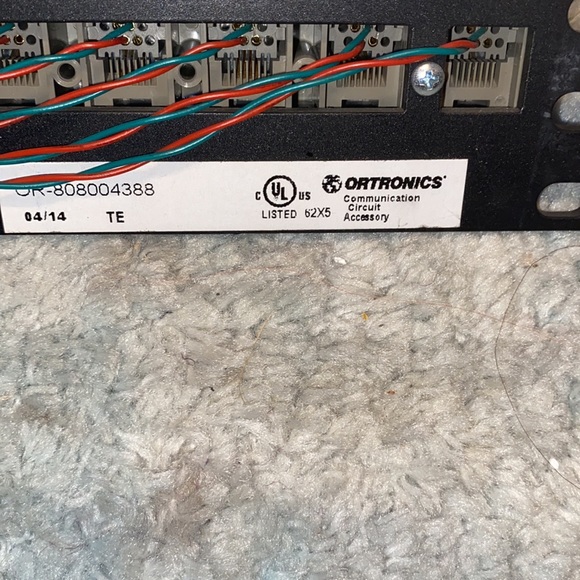 OR-808004388
04/14 TE
C UL US
LISTED 62X5
ORTRONICS
Communication
Circuit
Accessory